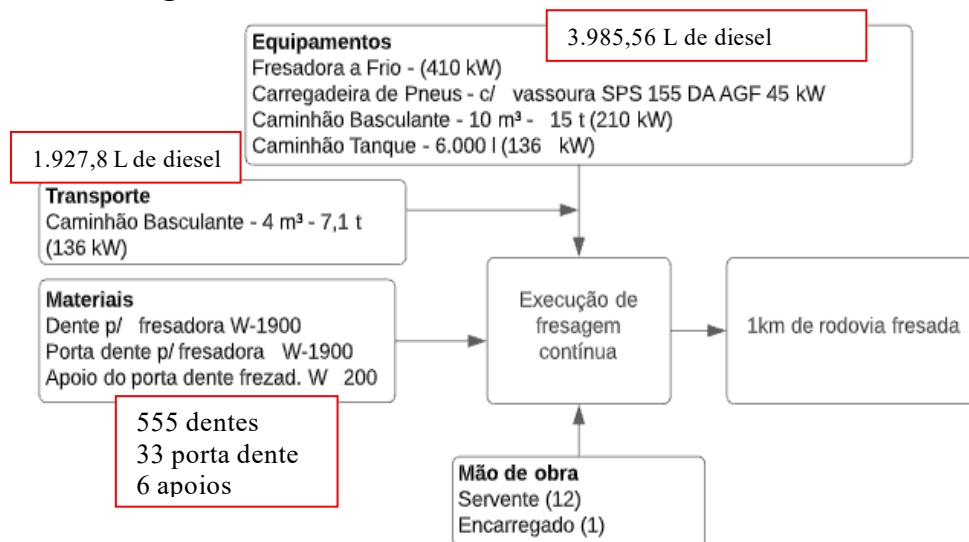 3.985,56 L de diesel
Equipamentos
Fresadora a Frio - (410 kW)
Carregadeira de Pneus - c/ vassoura SPS 155 DA AGF 45 kW
Caminhão Basculante - 10 m³ - 15 t (210 kW)
Caminhão Tanque - 6.000 l (136 kW)
1.927,8 L de diesel
Transporte
Caminhão Basculante - 4 m³ - 7,1 t
(136 kW)
Materiais
Dente p/ fresadora W-1900
Porta dente p/ fresadora W-1900
Apoio do porta dente frezad. W 200
555 dentes
33 porta dente
6 apoios
Execução de
fresagem
contínua
1km de rodovia fresada
Mão de obra
Servente (12)
Encarregado (1)